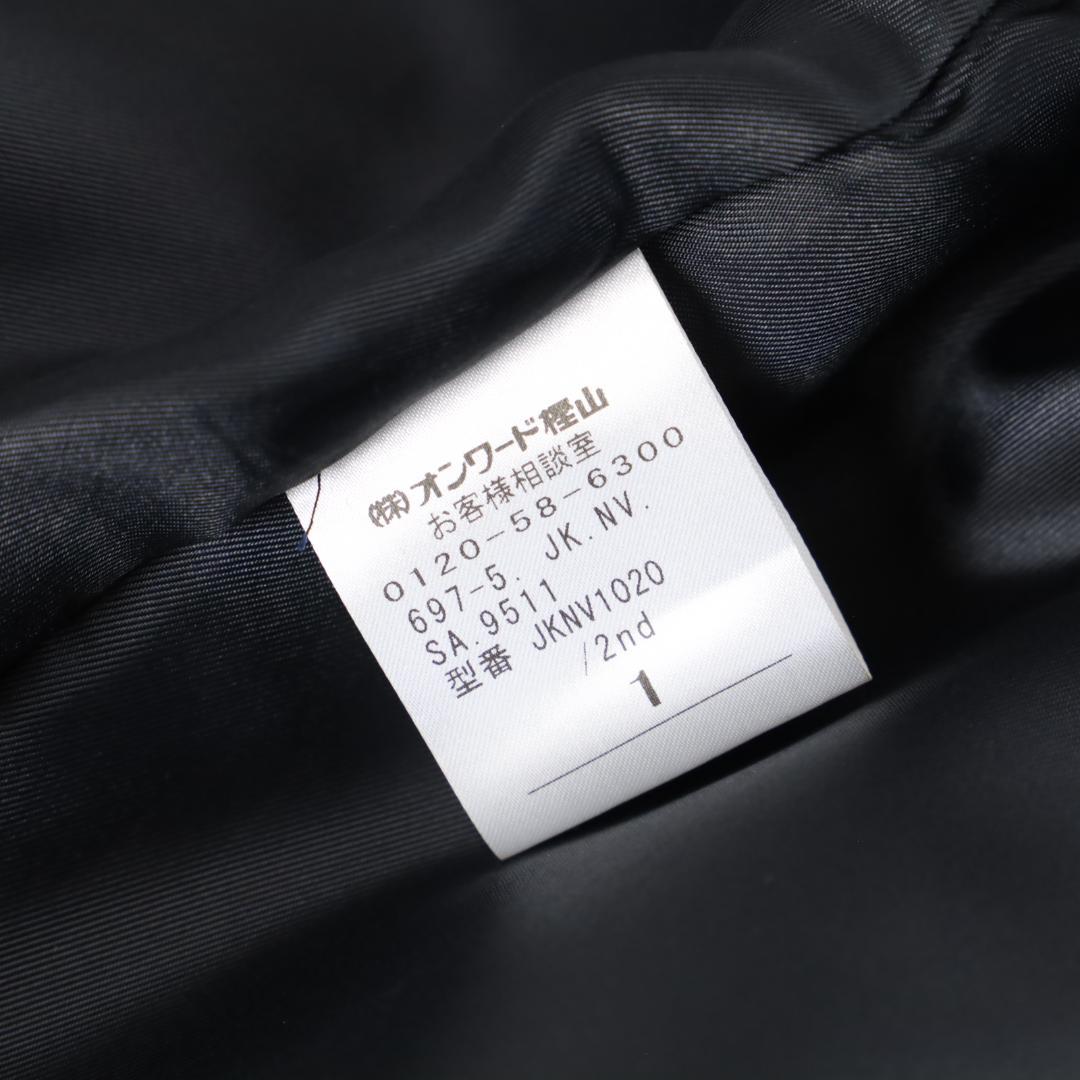 (株)オンワード樫山
お客様相談室
0120-58-6300
697-5. JK.NV.
SA.9511
型番 JKNV1020
/2nd
1